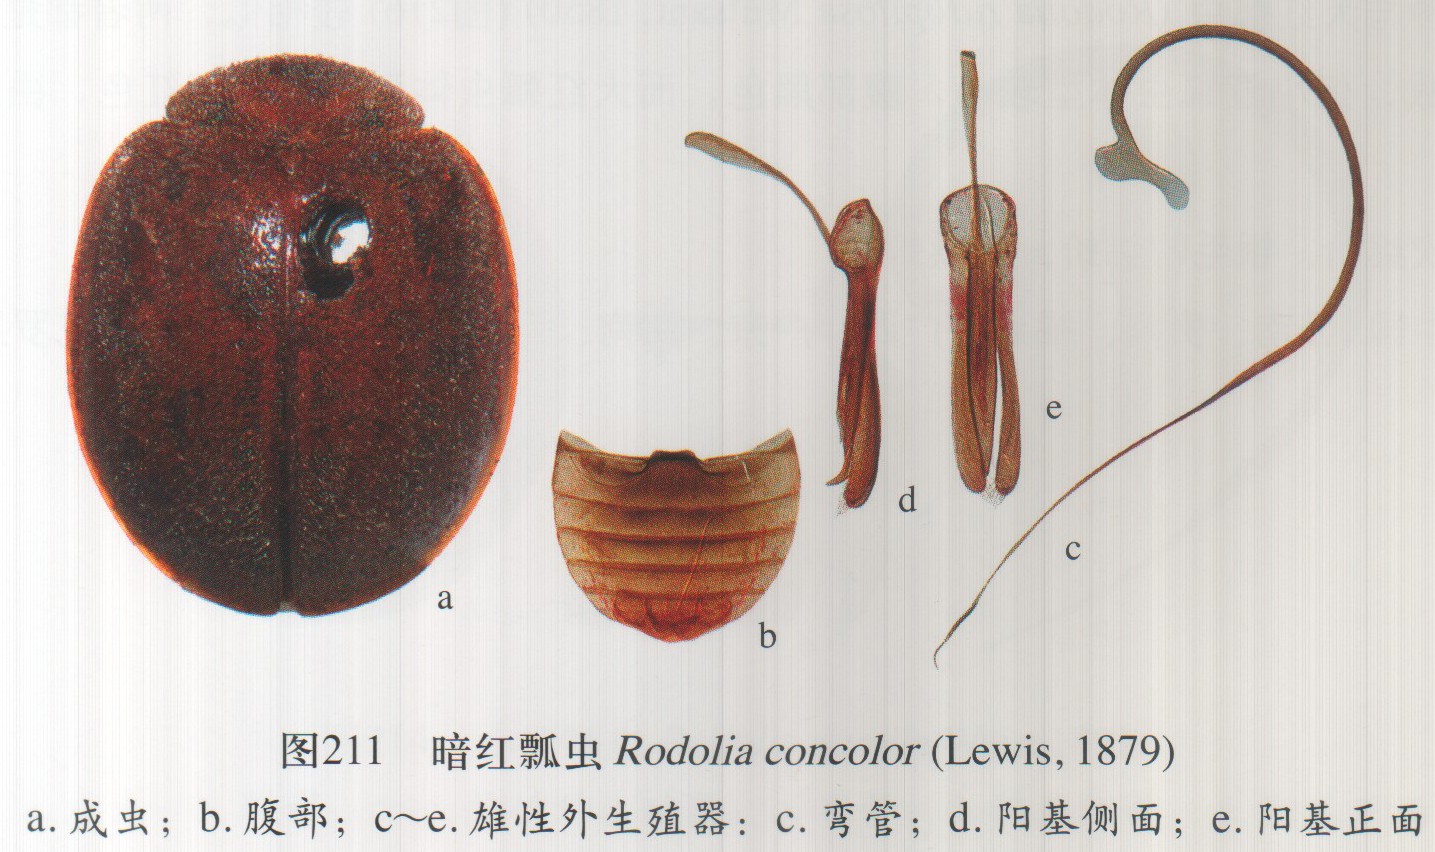 a
b
d
e
c
图211 暗红瓢虫 Rodolia concolor (Lewis, 1879)
a. 成虫；b. 腹部；c～e. 雄性外生殖器：c. 弯管；d. 阳基侧面；e. 阳基正面